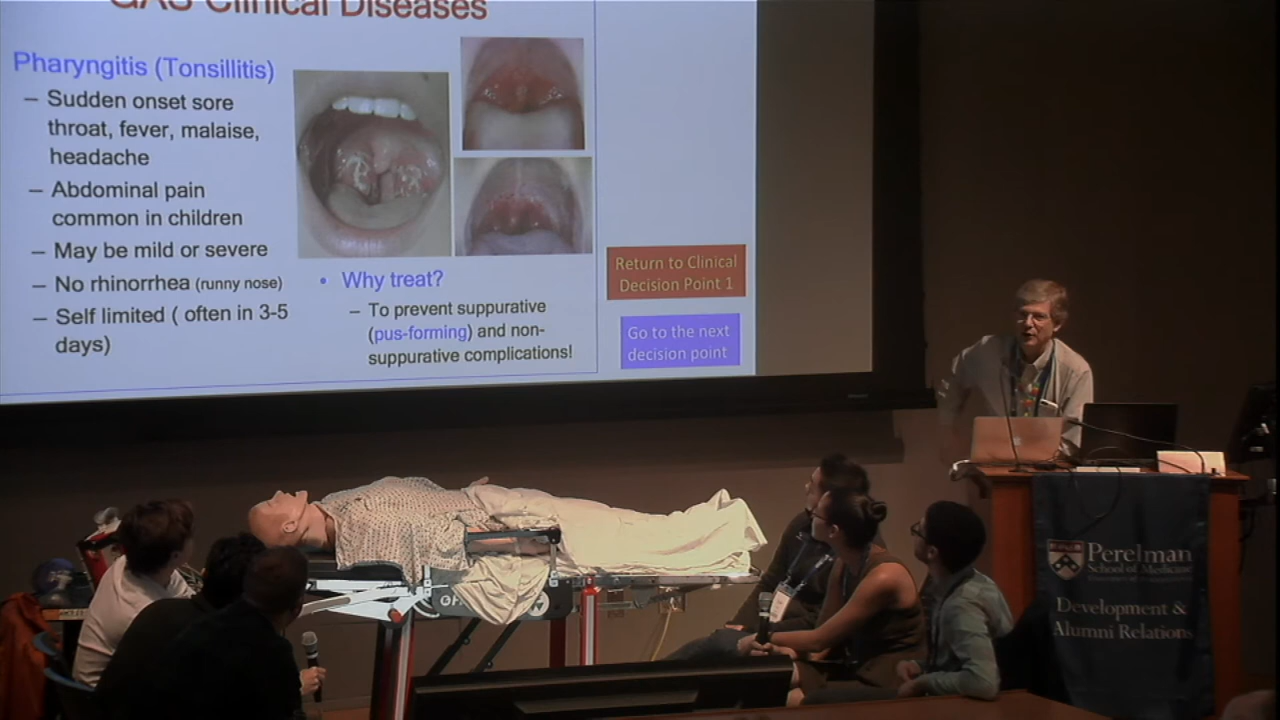 GAS Clinical Diseases
Pharyngitis (Tonsillitis)
– Sudden onset sore
throat, fever, malaise,
headache
– Abdominal pain
common in children
– May be mild or severe
– No rhinorrhea (runny nose)
– Self limited ( often in 3-5
days)
• Why treat?
– To prevent suppurative
(pus-forming) and non-
suppurative complications!
Return to Clinical
Decision Point 1
Go to the next
decision point
Perelman
School of Medicine
Development &
Alumni Relations